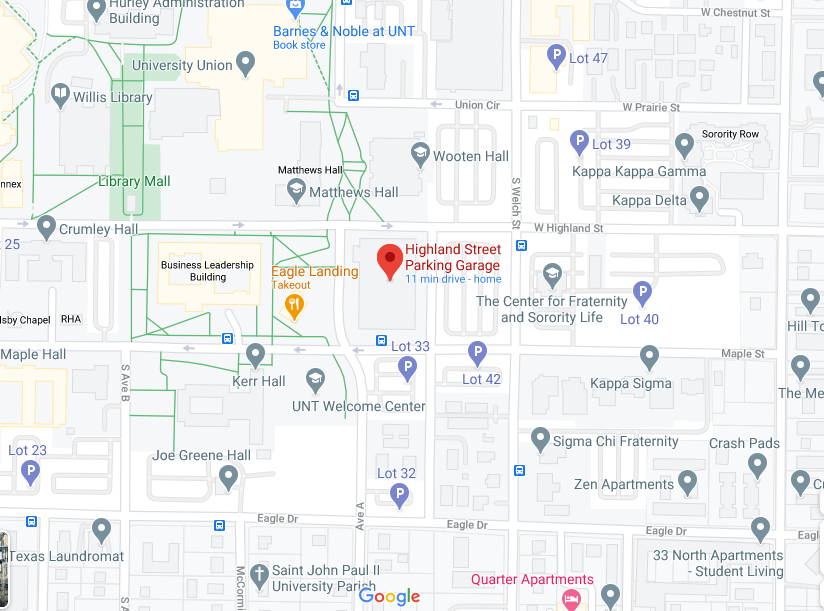 Hurley Administration
Building
W Chestnut St
Barnes & Noble at UNT
Book store
P
Lot 47
University Union
Willis Library
Union Cir
W Prairie St
P
Lot 39
Sorority Row
Wooten Hall
Matthews Hall
Matthews Hall
Kappa Kappa Gamma
Library Mall
nnex
Kappa Delta
S Welch St
Crumley Hall
W Highland St
25
Highland Street
Parking Garage
11 min drive - home
Business Leadership
Building
Eagle Landing
Takeout
The Center for Fraternity
and Sorority Life
P
Lot 40
lsby Chapel
RHA
Hill To
Maple Hall
Lot 33
P
P
Lot 42
Maple St
Kerr Hall
Kappa Sigma
S Ave B
UNT Welcome Center
The Me
Lot 23
P
Joe Greene Hall
Sigma Chi Fraternity
Crash Pads
Lot 32
P
Zen Apartments
Cr
Ave A
Eagle Dr
Eagle Dr
Eagle Dr
Eagle
Texas Laundromat
33 North Apartments
- Student Living
S A
McCormi
Saint John Paul II
University Parish
Google
Quarter Apartments